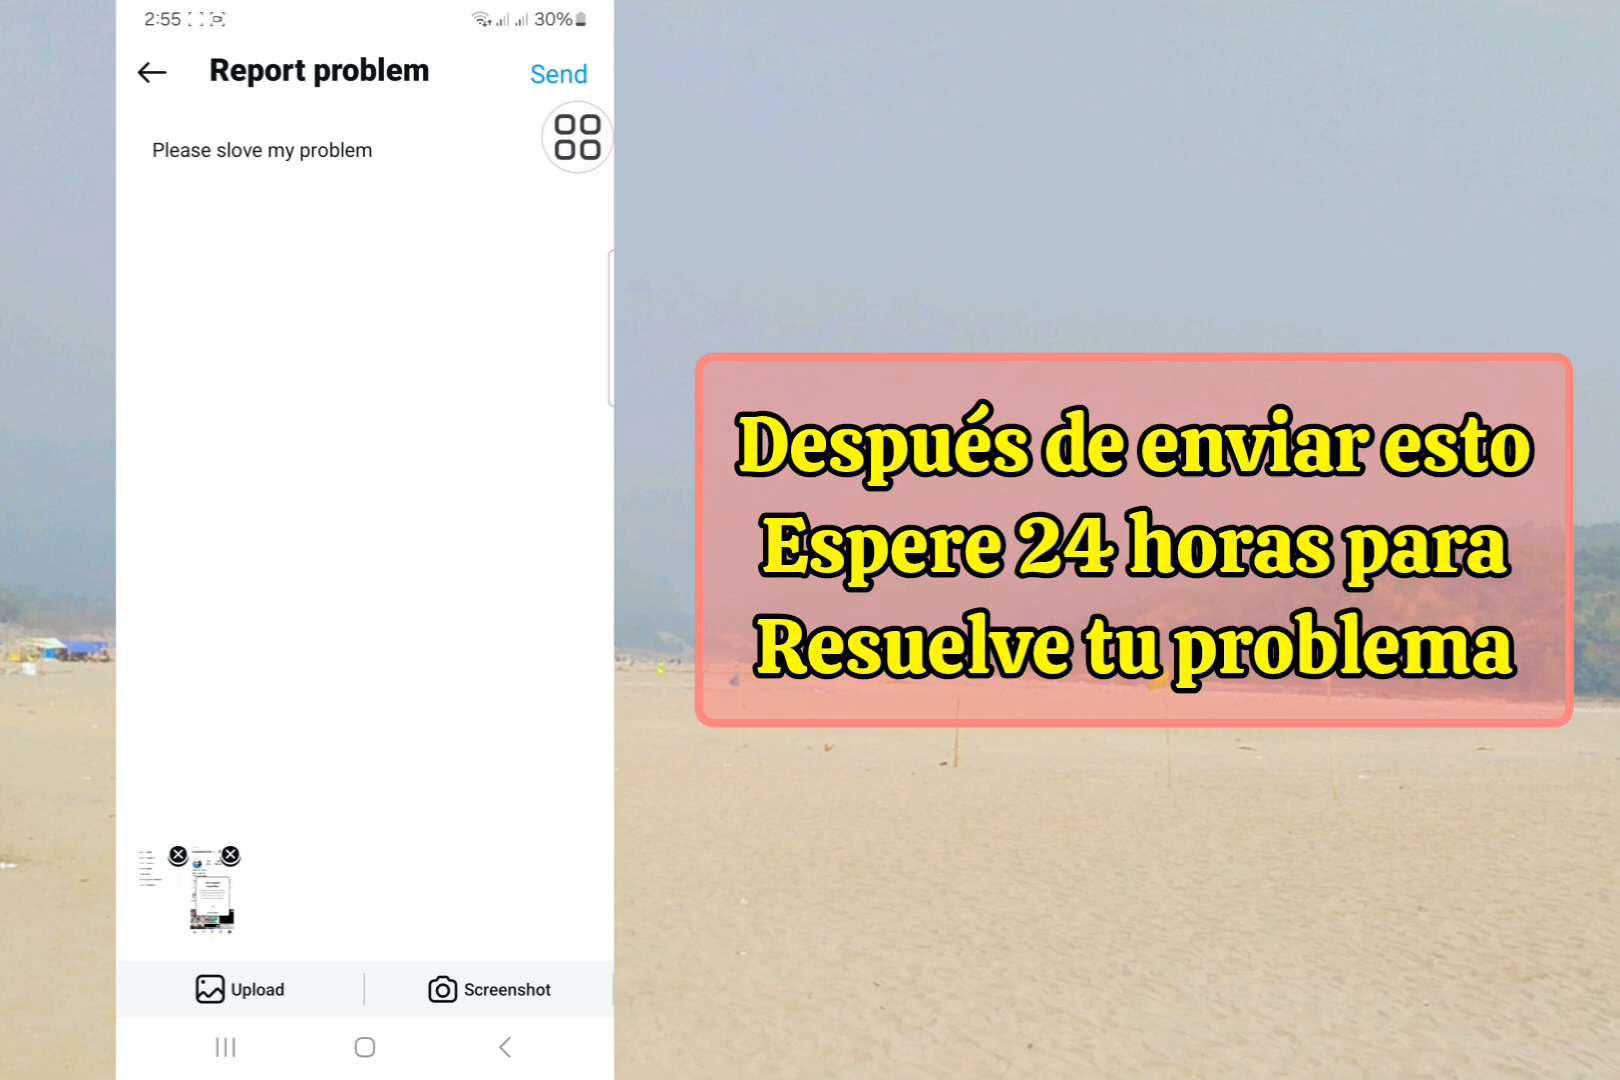 2:55
30%
Report problem
Send
Please slove my problem
Después de enviar esto
Espere 24 horas para
Resuelve tu problema
Upload
Screenshot